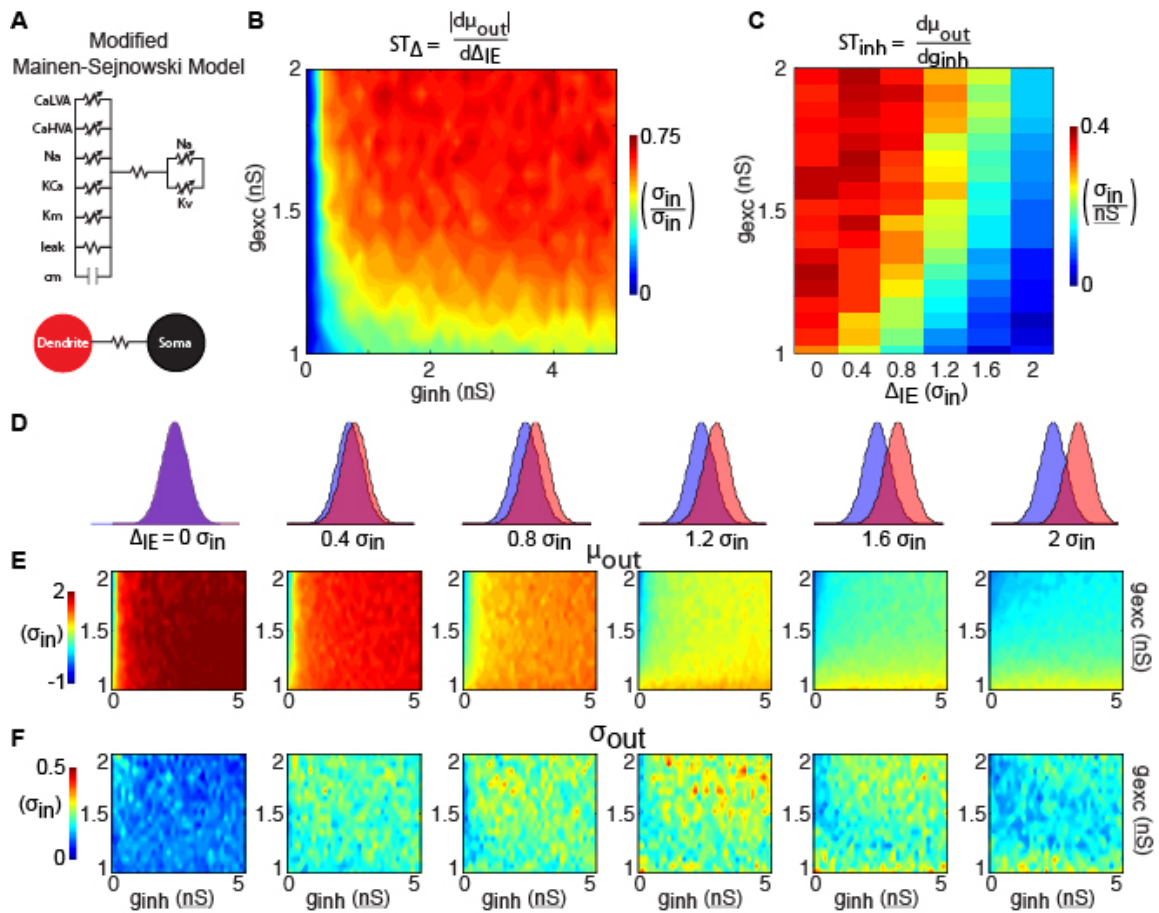 A
Modified
Mainen-Sejnowski Model
CaLVA
CaHVA
Na
KCa
Km
leak
cm
Na
Kv
Dendrite
Soma
B
STΔ = |dμout| / dΔIE
2
1.5
1
gexc (nS)
0 2 4
ginh (nS)
0.75
(σin / σin)
0
C
STinh = dμout / dginh
2
1.5
1
gexc (nS)
0 0.4 0.8 1.2 1.6 2
ΔIE (σin)
0.4
(σin / nS)
0
D
ΔIE = 0 σin 0.4 σin 0.8 σin 1.2 σin 1.6 σin 2 σin
E
μout
2
(σin)
-1
2 2 2 2 2 2
1.5 1.5 1.5 1.5 1.5 1.5
1 1 1 1 1 1
0 5 0 5 0 5 0 5 0 5 0 5
gexc (nS)
F
σout
0.5
(σin)
0
2 2 2 2 2 2
1.5 1.5 1.5 1.5 1.5 1.5
1 1 1 1 1 1
0 5 0 5 0 5 0 5 0 5 0 5
gexc (nS)
ginh (nS) ginh (nS) ginh (nS) ginh (nS) ginh (nS) ginh (nS)